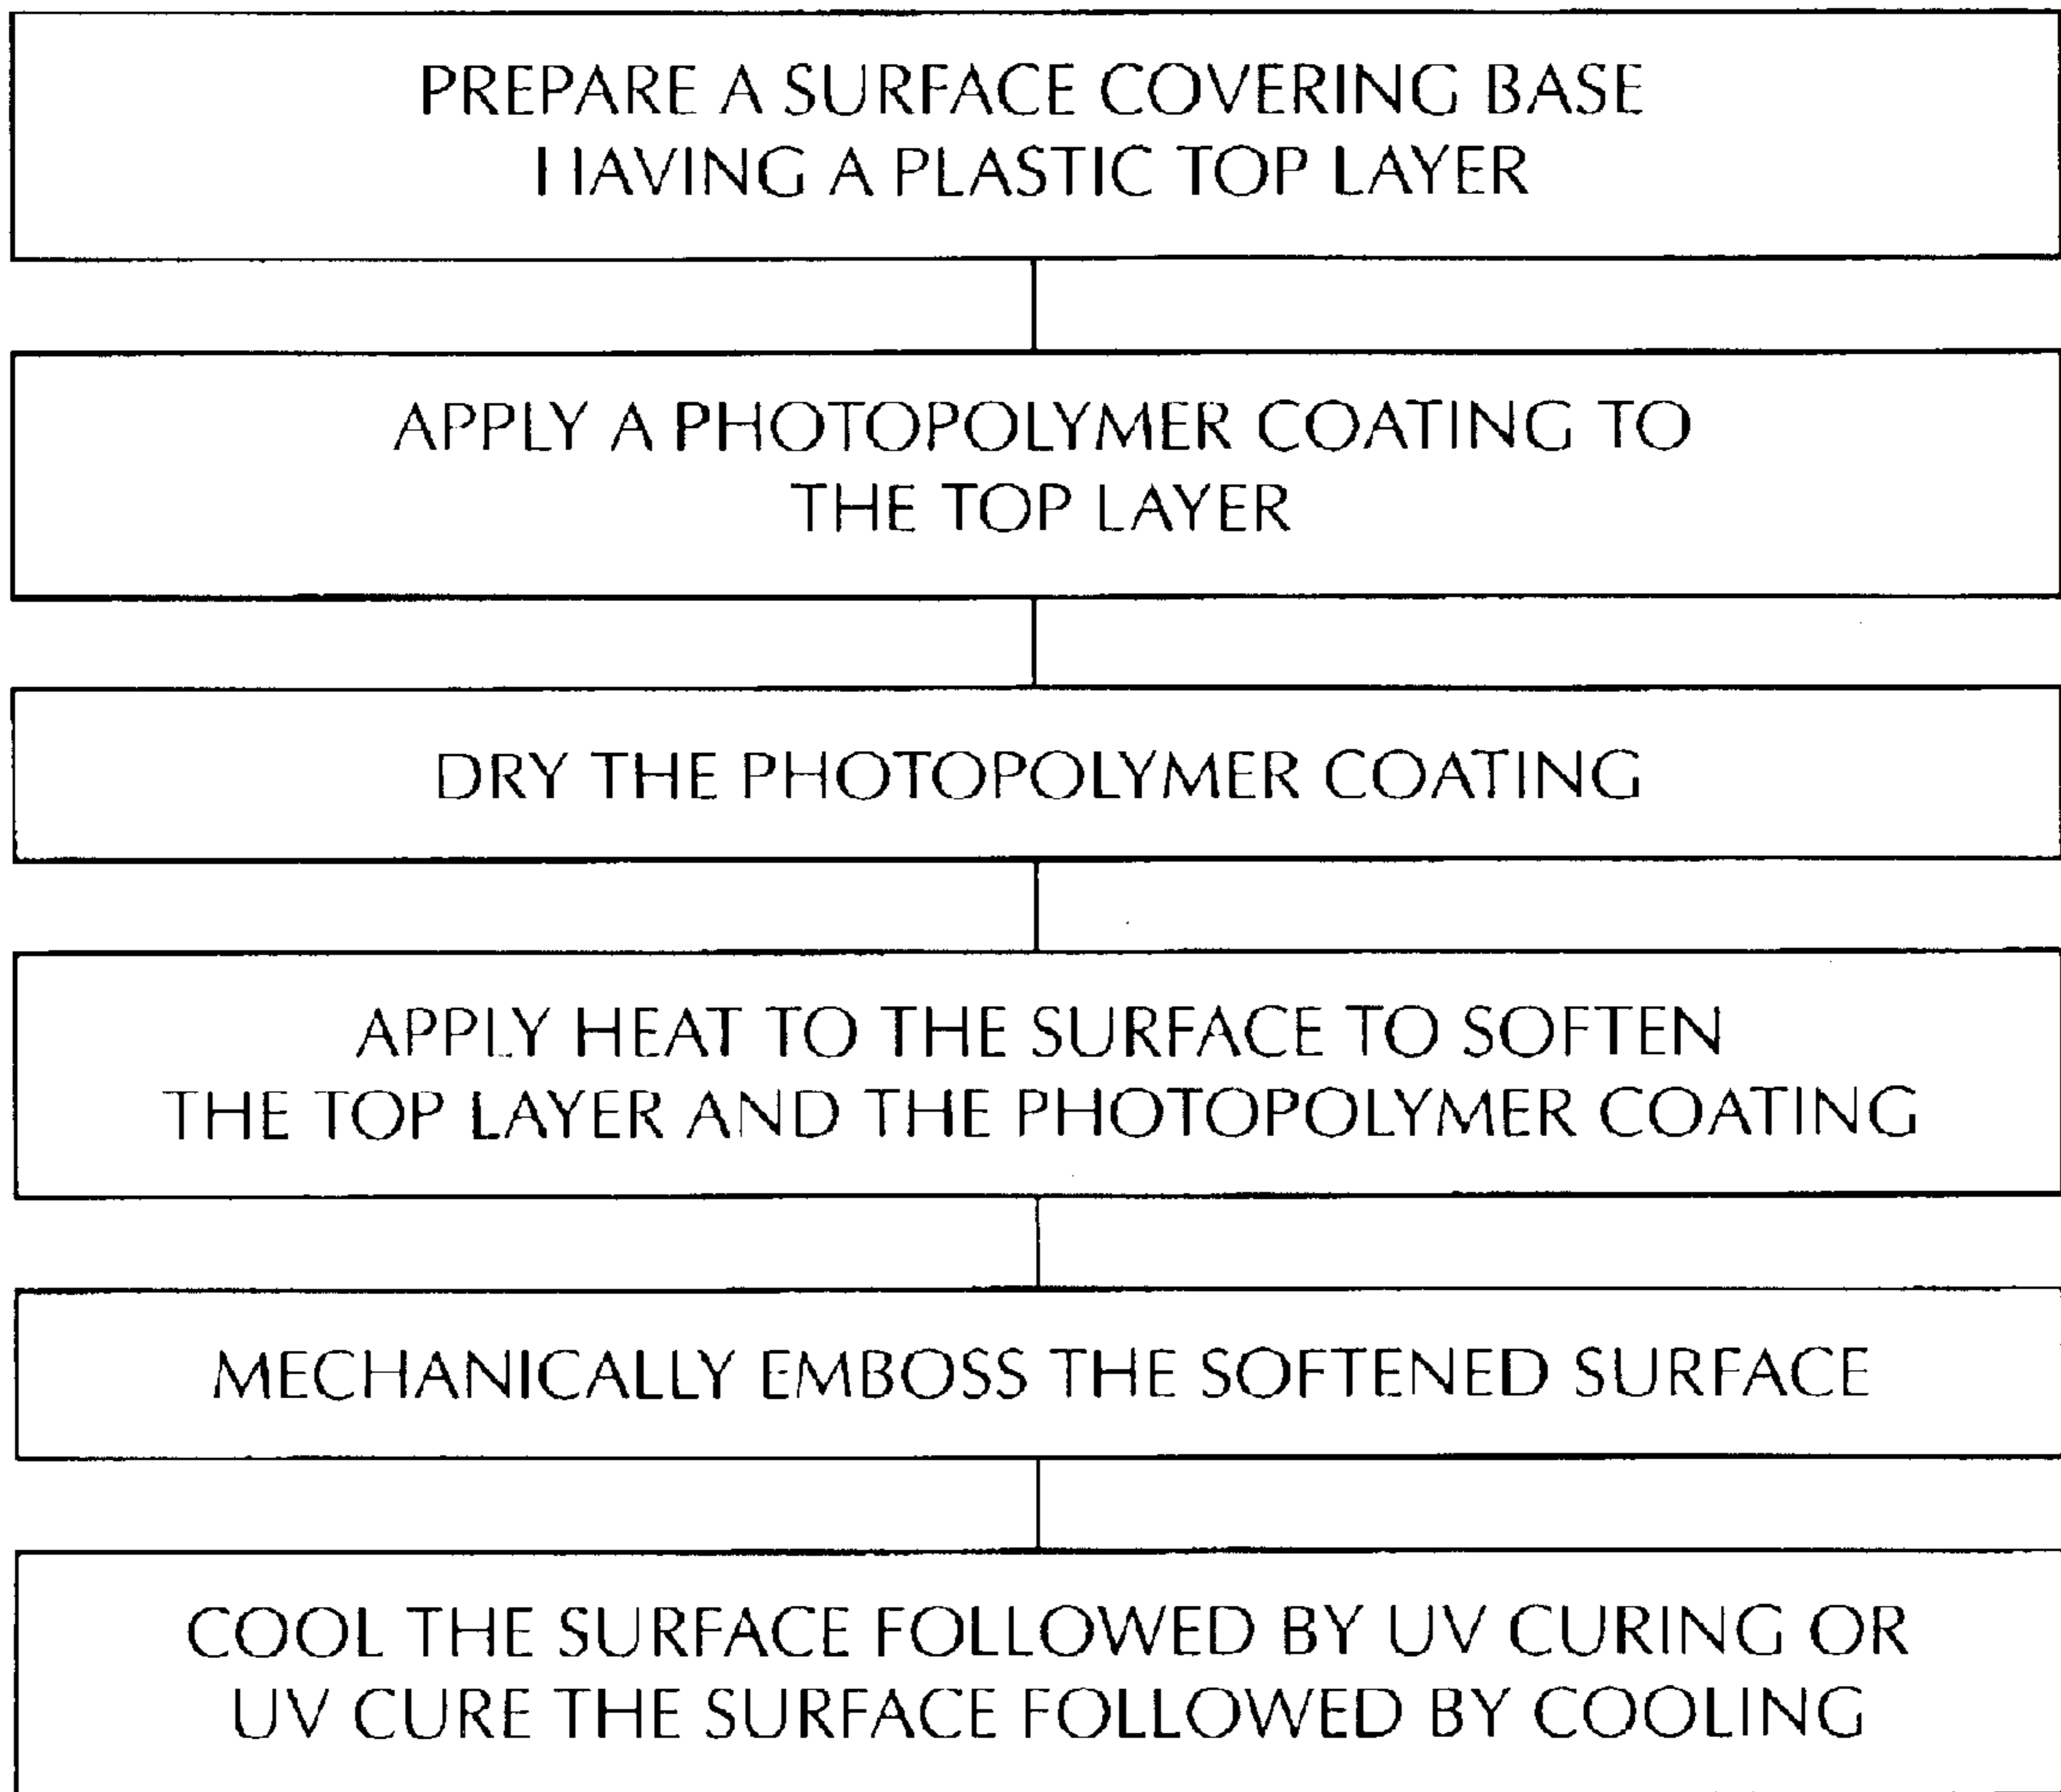 PREPARE A SURFACE COVERING BASE
HAVING A PLASTIC TOP LAYER
APPLY A PHOTOPOLYMER COATING TO
THE TOP LAYER
DRY THE PHOTOPOLYMER COATING
APPLY HEAT TO THE SURFACE TO SOFTEN
THE TOP LAYER AND THE PHOTOPOLYMER COATING
MECHANICALLY EMBOSS THE SOFTENED SURFACE
COOL THE SURFACE FOLLOWED BY UV CURING OR
UV CURE THE SURFACE FOLLOWED BY COOLING